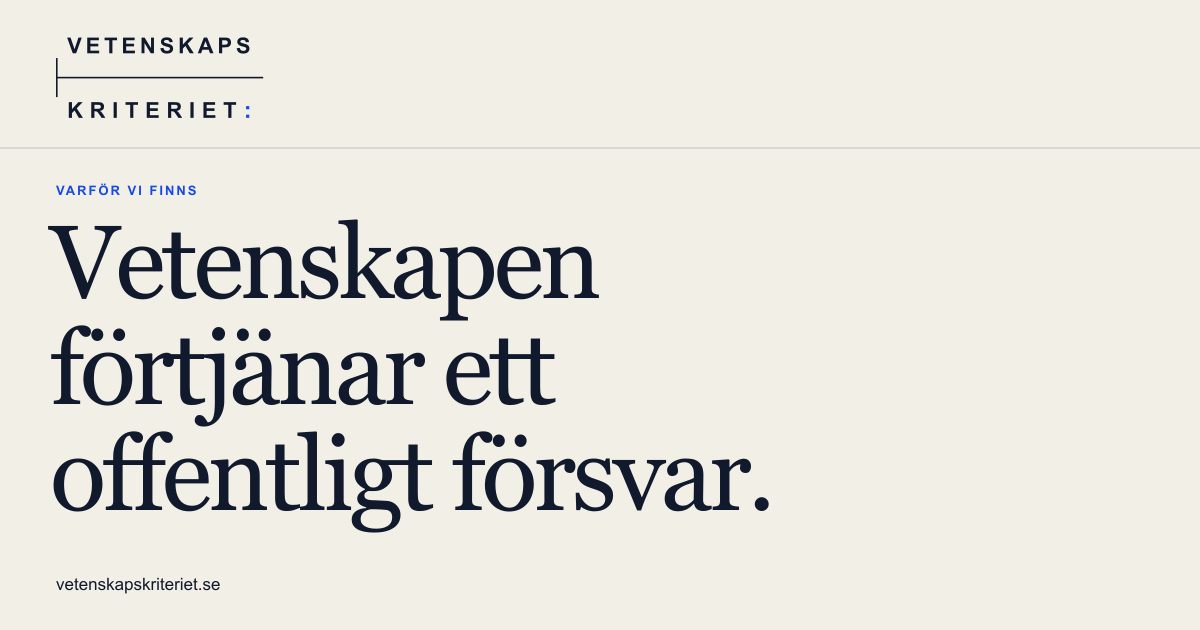 VETENSKAPS
KRITERIET:
VARFÖR VI FINNS
Vetenskapen
förtjänar ett
offentligt försvar.
vetenskapskriteriet.se